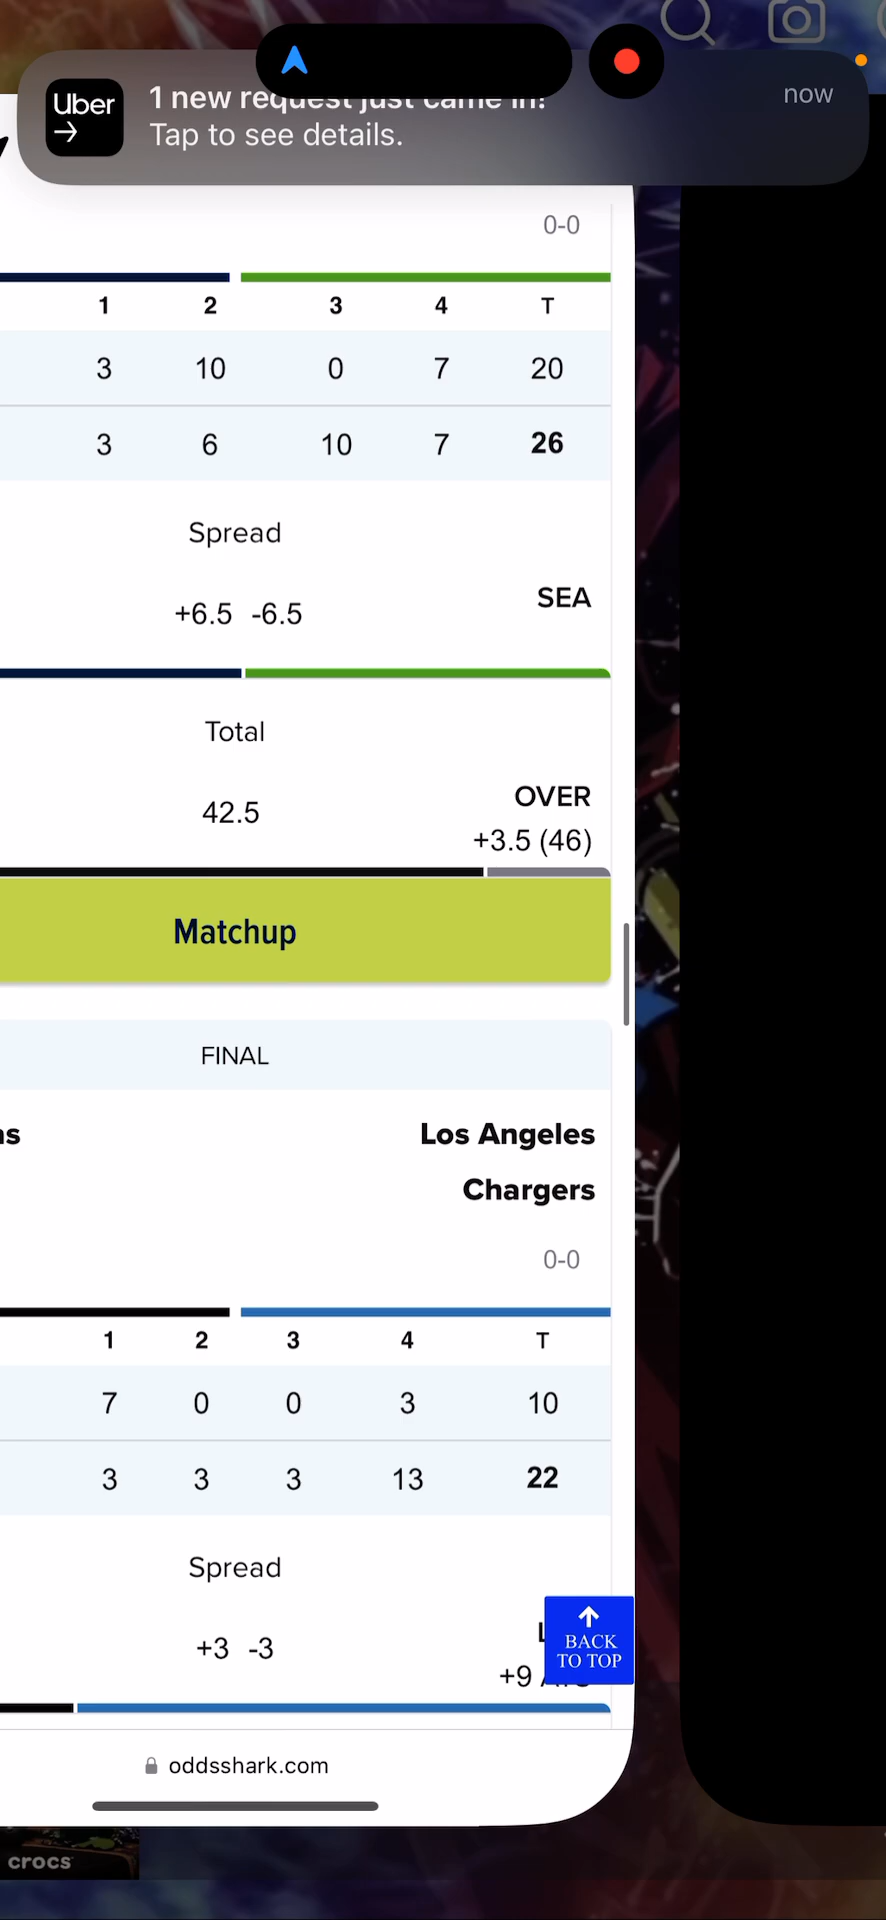 Uber
1 new request just came in!
now
Tap to see details.
0-0
1 2 3 4 T
3 10 0 7 20
3 6 10 7 26
Spread
SEA
+6.5 -6.5
Total
OVER
42.5
+3.5 (46)
Matchup
FINAL
ns Los Angeles
Chargers
0-0
1 2 3 4 T
7 0 0 3 10
3 3 3 13 22
Spread
+3 -3
+9
BACK
TO TOP
oddsshark.com
crocs